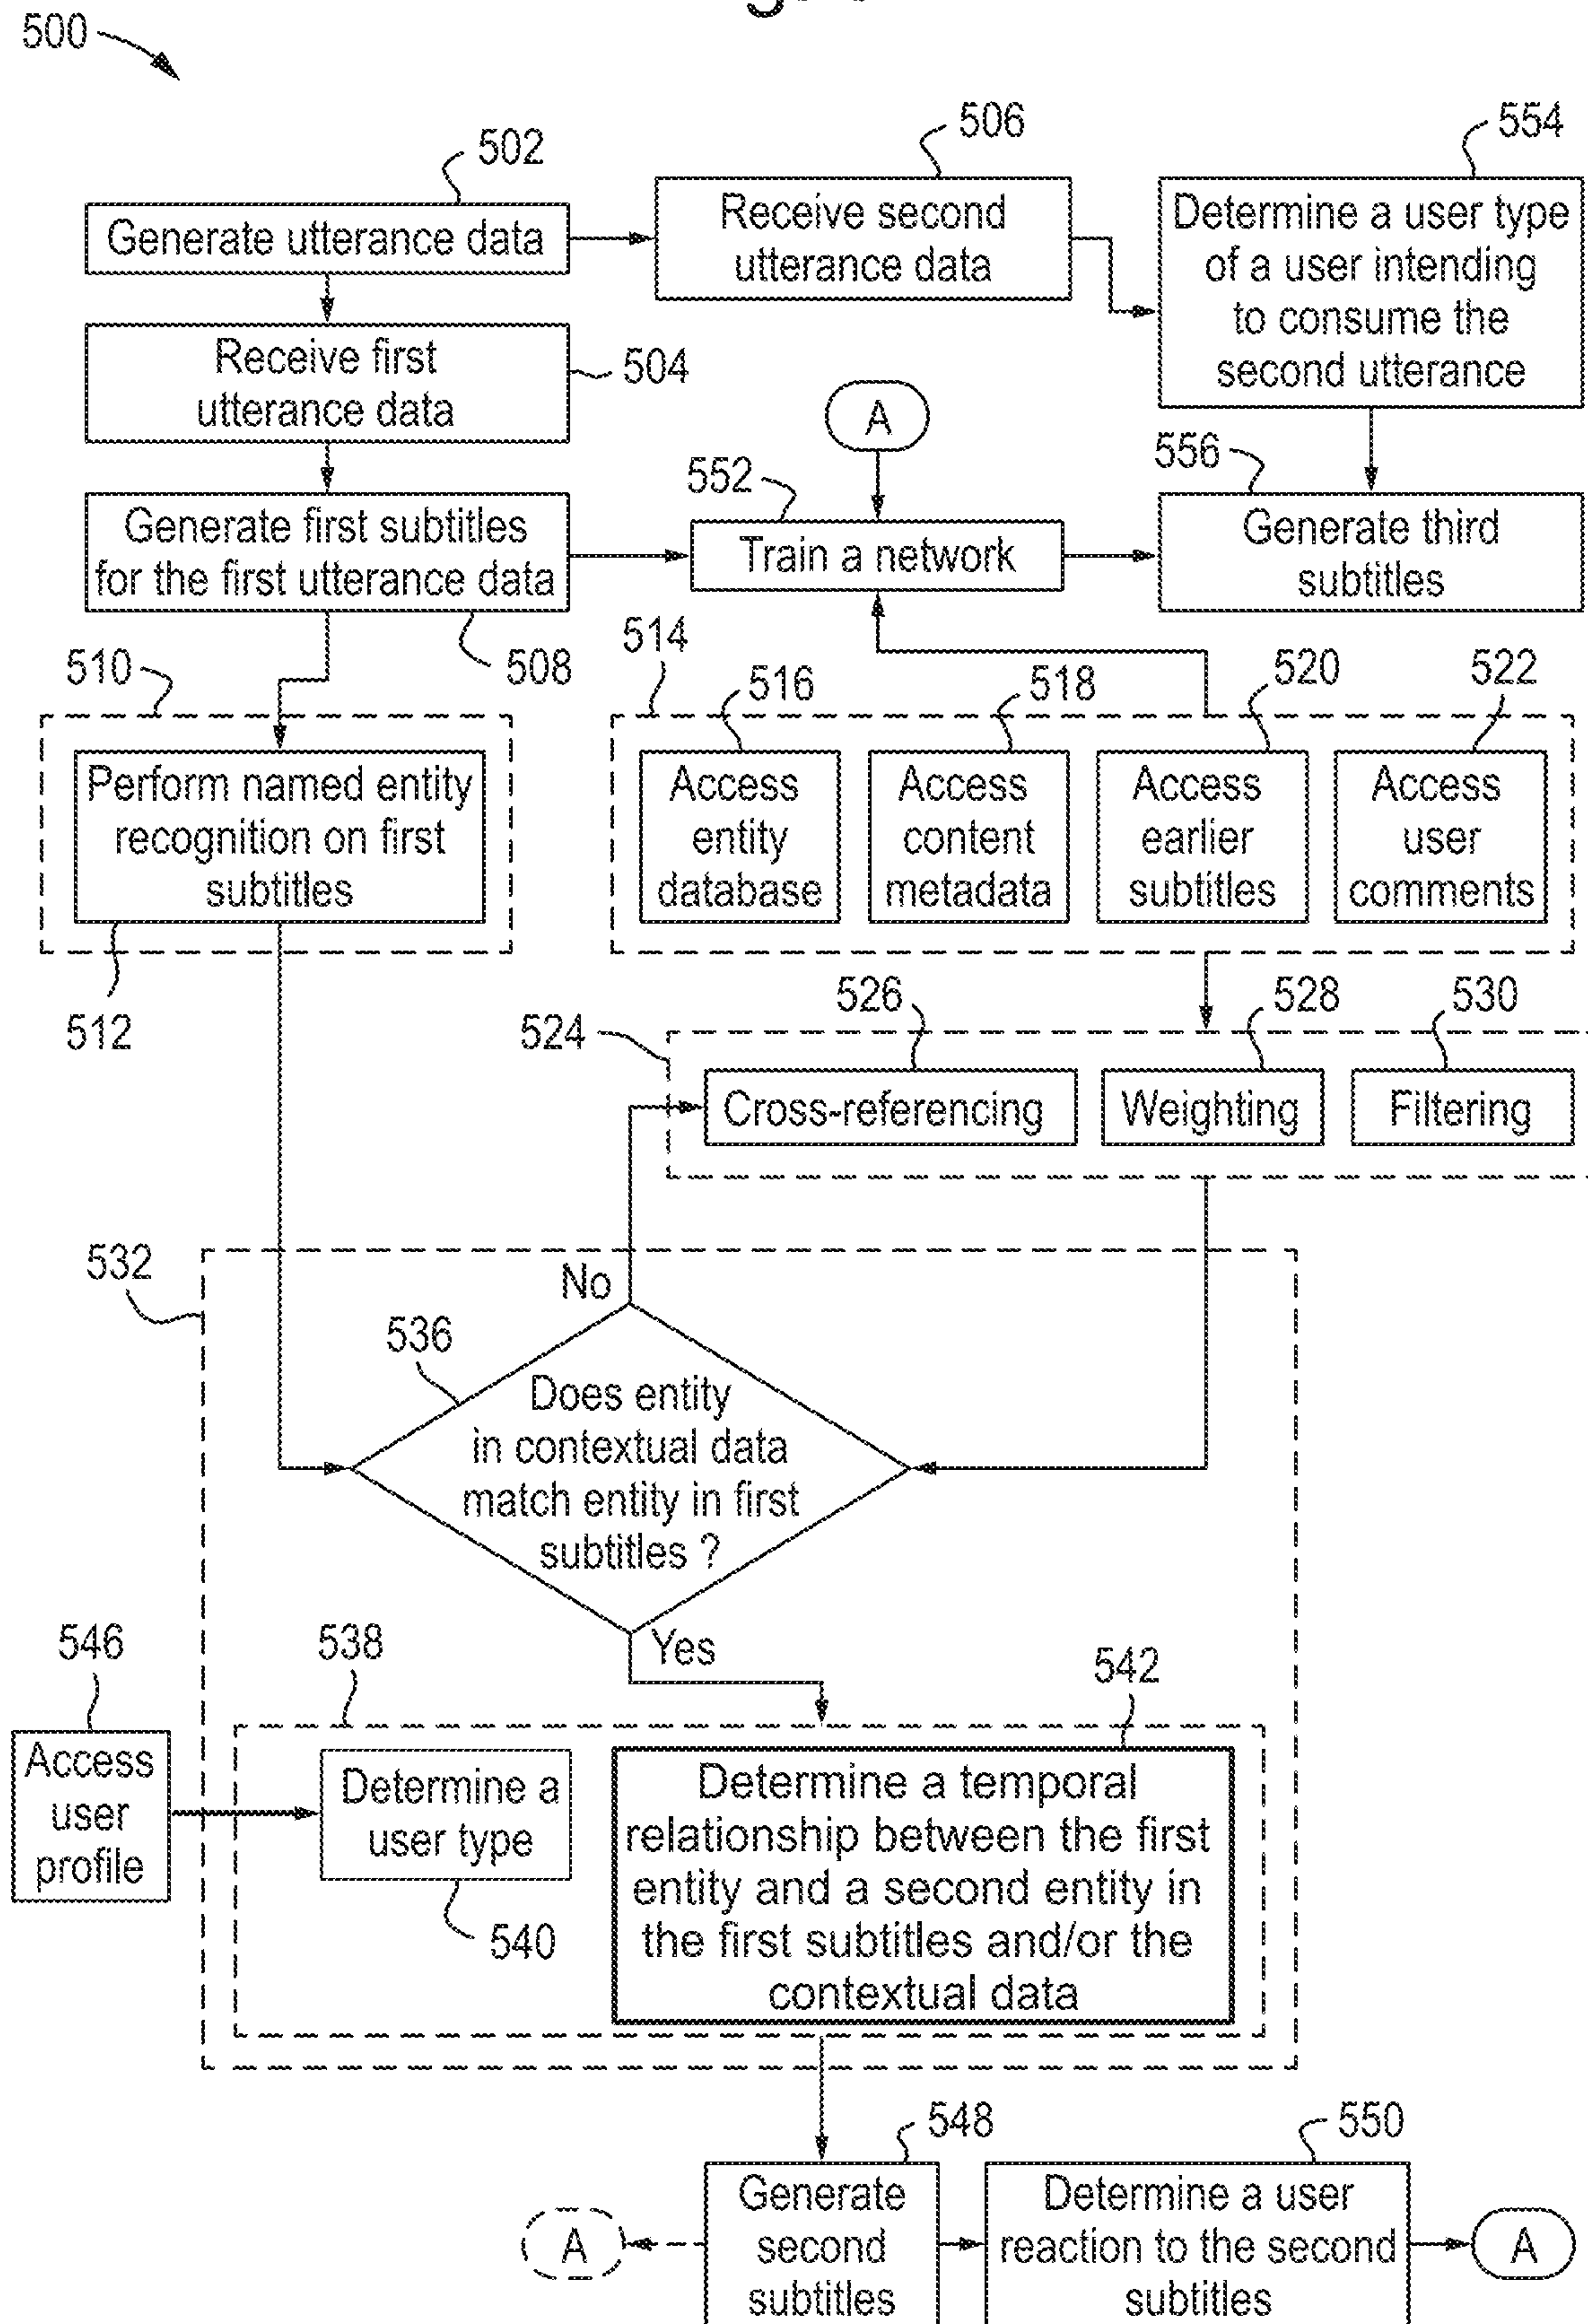 500
502
506
554
Generate utterance data
Receive second
utterance data
Determine a user type
of a user intending
to consume the
second utterance
Receive first
utterance data
504
A
552
556
Generate first subtitles
for the first utterance data
Train a network
Generate third
subtitles
508
510
514
516
518
520
522
Perform named entity
recognition on first
subtitles
Access
entity
database
Access
content
metadata
Access
earlier
subtitles
Access
user
comments
512
524
526
528
530
Cross-referencing
Weighting
Filtering
532
No
536
Does entity
in contextual data
match entity in first
subtitles ?
Yes
546
538
542
Access
user
profile
Determine a
user type
540
Determine a temporal
relationship between the first
entity and a second entity in
the first subtitles and/or the
contextual data
548
550
A
Generate
second
subtitles
Determine a user
reaction to the second
subtitles
A